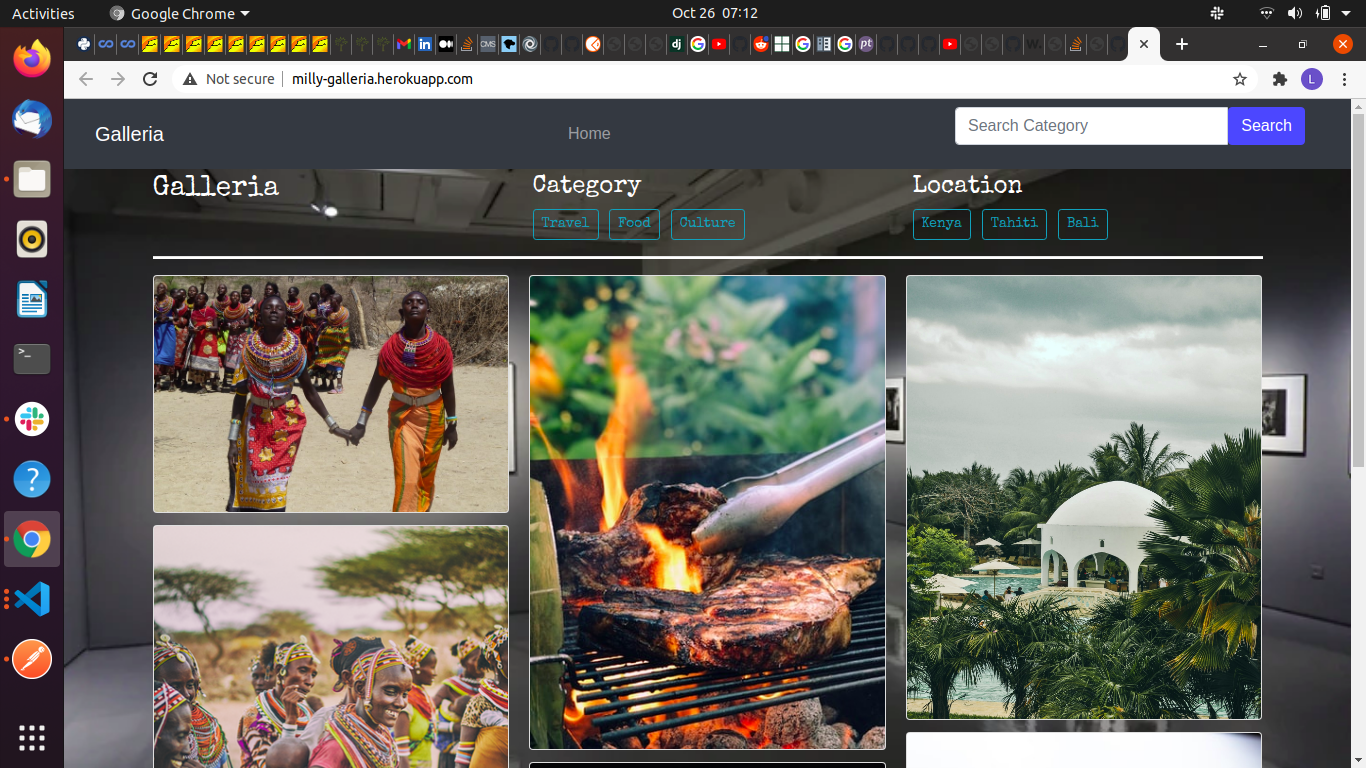 Activities
Google Chrome
Oct 26 07:12
Not secure
milly-galleria.herokuapp.com
L
Galleria
Home
Search Category
Search
Galleria
Category
Location
Travel
Food
Culture
Kenya
Tahiti
Bali